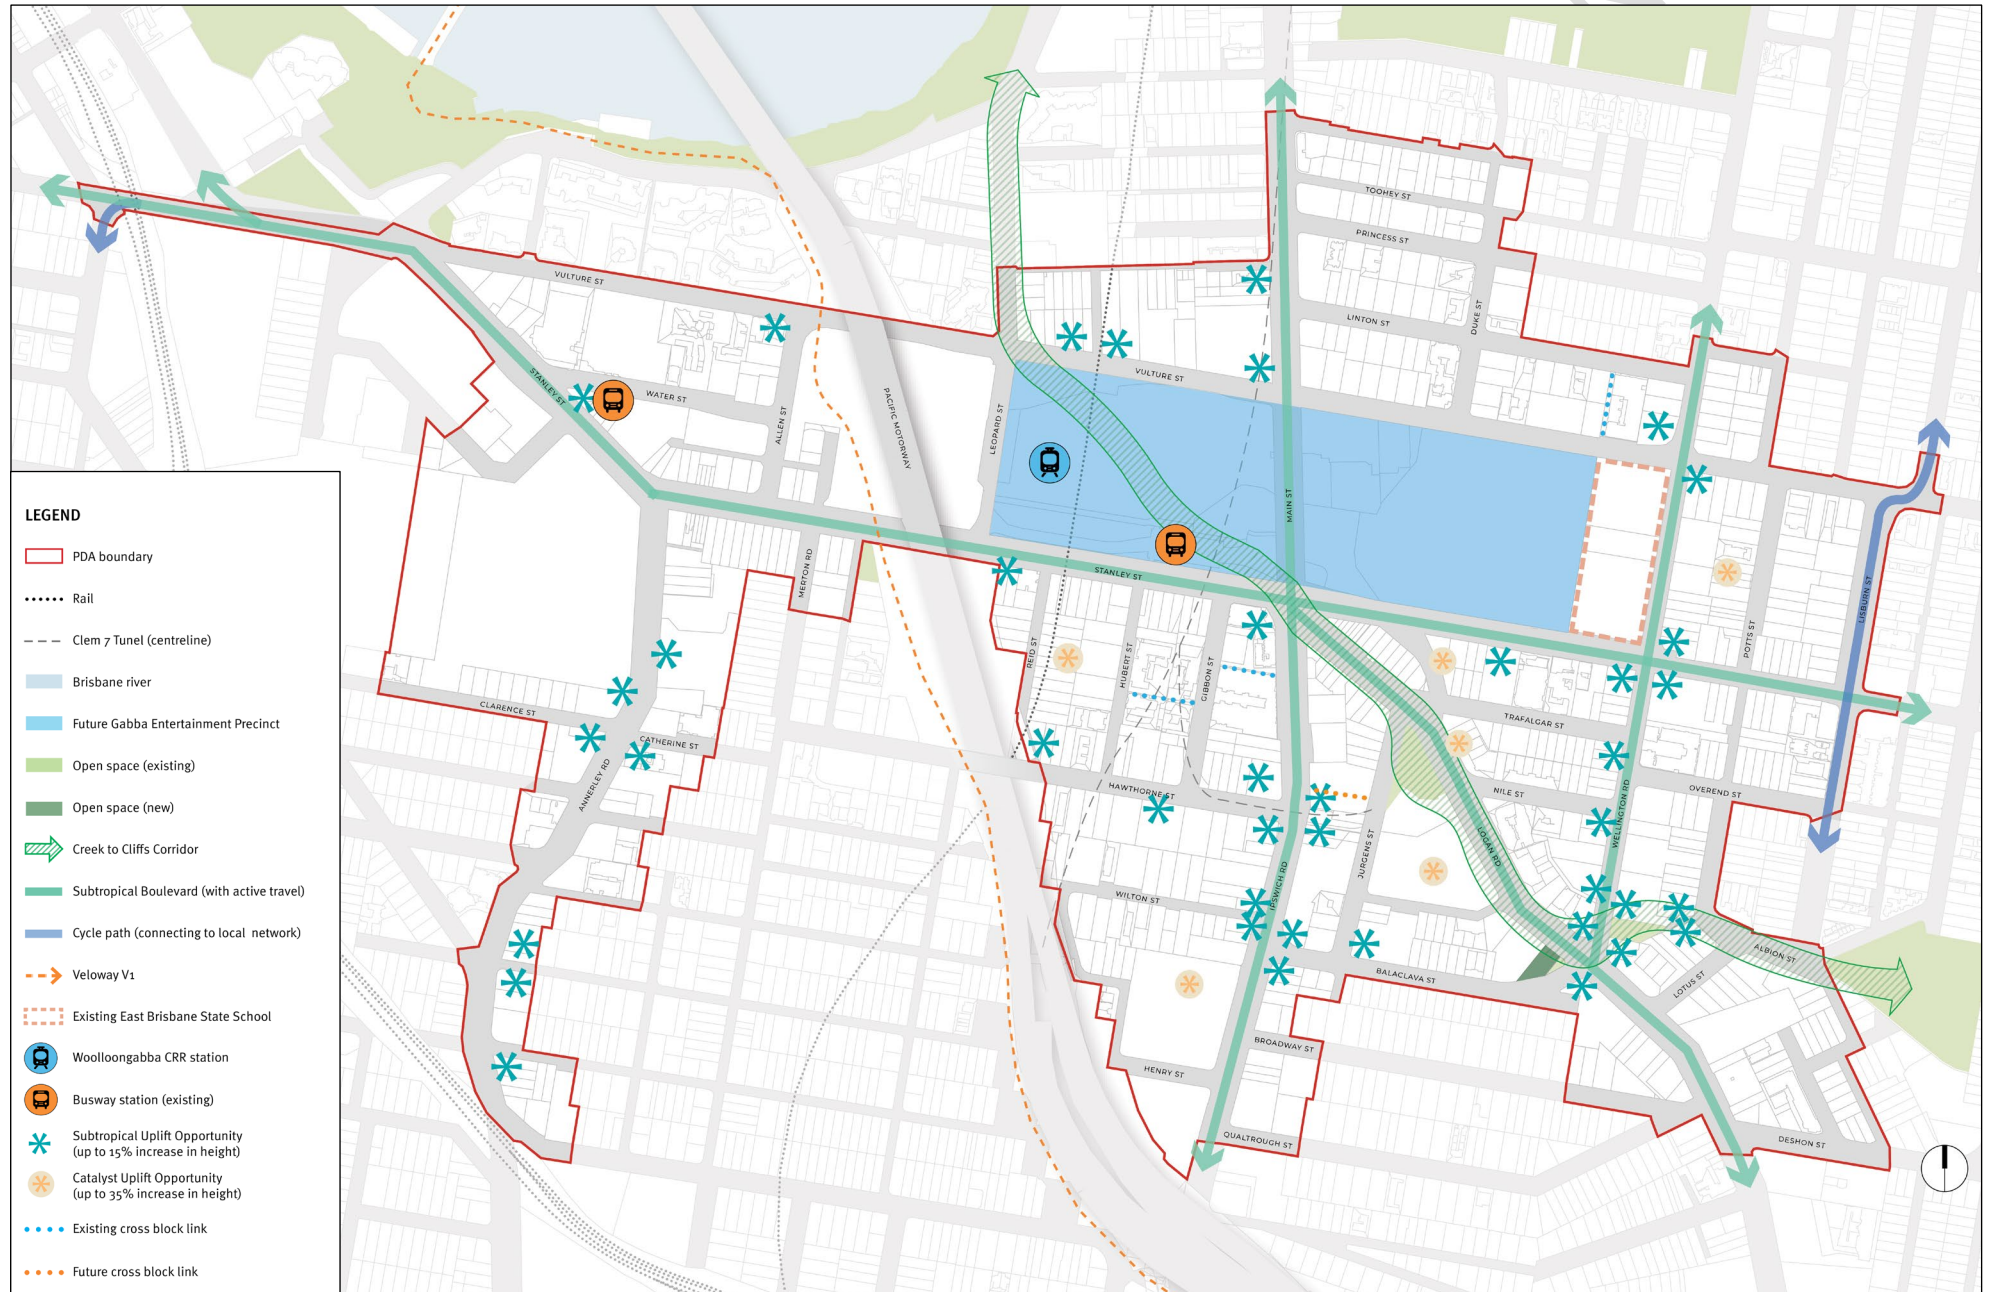 TOOHEY ST
PRINCESS ST
VULTURE ST
DUKE ST
LINTON ST
VULTURE ST
STANLEY ST
WATER ST
ALLEN ST
PACIFIC MOTORWAY
LEOPARD ST
MAIN ST
STANLEY ST
MERTON RD
LISBURN ST
REID ST
HUBERT ST
GIBBON ST
POTTS ST
CLARENCE ST
CATHERINE ST
TRAFALGAR ST
ANNERLEY RD
HAWTHORNE ST
NILE ST
OVEREND ST
WELLINGTON RD
LOGAN RD
JURGENS ST
IPSWICH RD
WILTON ST
BALACLAVA ST
ALBION ST
LOTUS ST
BROADWAY ST
HENRY ST
QUALTROUGH ST
DESHON ST
LEGEND
PDA boundary
Rail
Clem 7 Tunel (centreline)
Brisbane river
Future Gabba Entertainment Precinct
Open space (existing)
Open space (new)
Creek to Cliffs Corridor
Subtropical Boulevard (with active travel)
Cycle path (connecting to local network)
Veloway V1
Existing East Brisbane State School
Woolloongabba CRR station
Busway station (existing)
Subtropical Uplift Opportunity
(up to 15% increase in height)
Catalyst Uplift Opportunity
(up to 35% increase in height)
Existing cross block link
Future cross block link